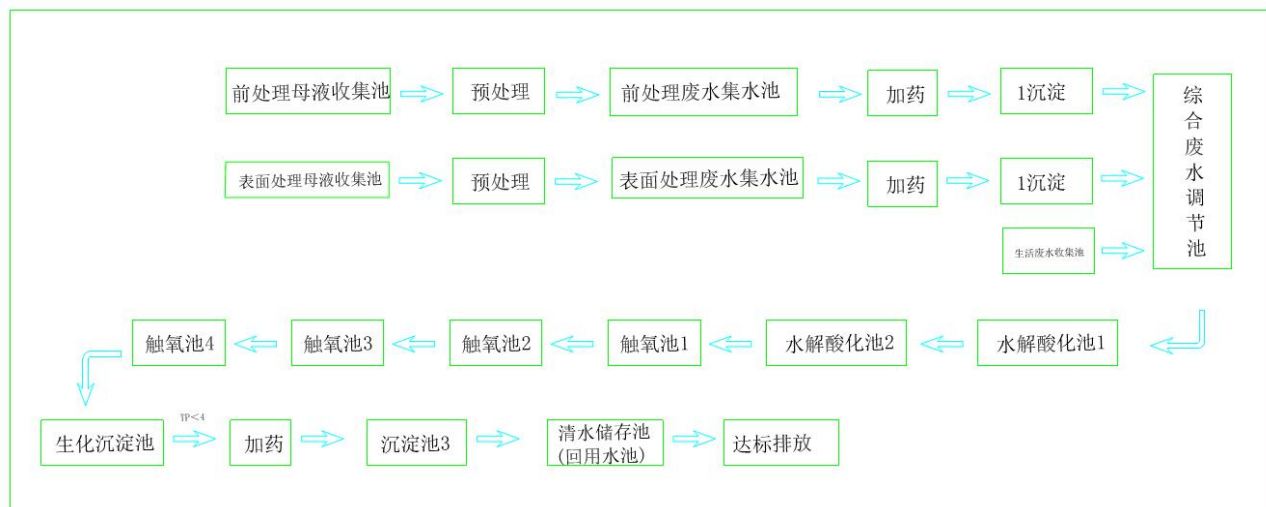 前处理母液收集池
预处理
前处理废水集水池
加药
1沉淀
综合废水调节池
表面处理母液收集池
预处理
表面处理废水集水池
加药
1沉淀
生活废水收集池
触氧池4
触氧池3
触氧池2
触氧池1
水解酸化池2
水解酸化池1
生化沉淀池
TP<4
加药
沉淀池3
清水储存池
(回用水池)
达标排放